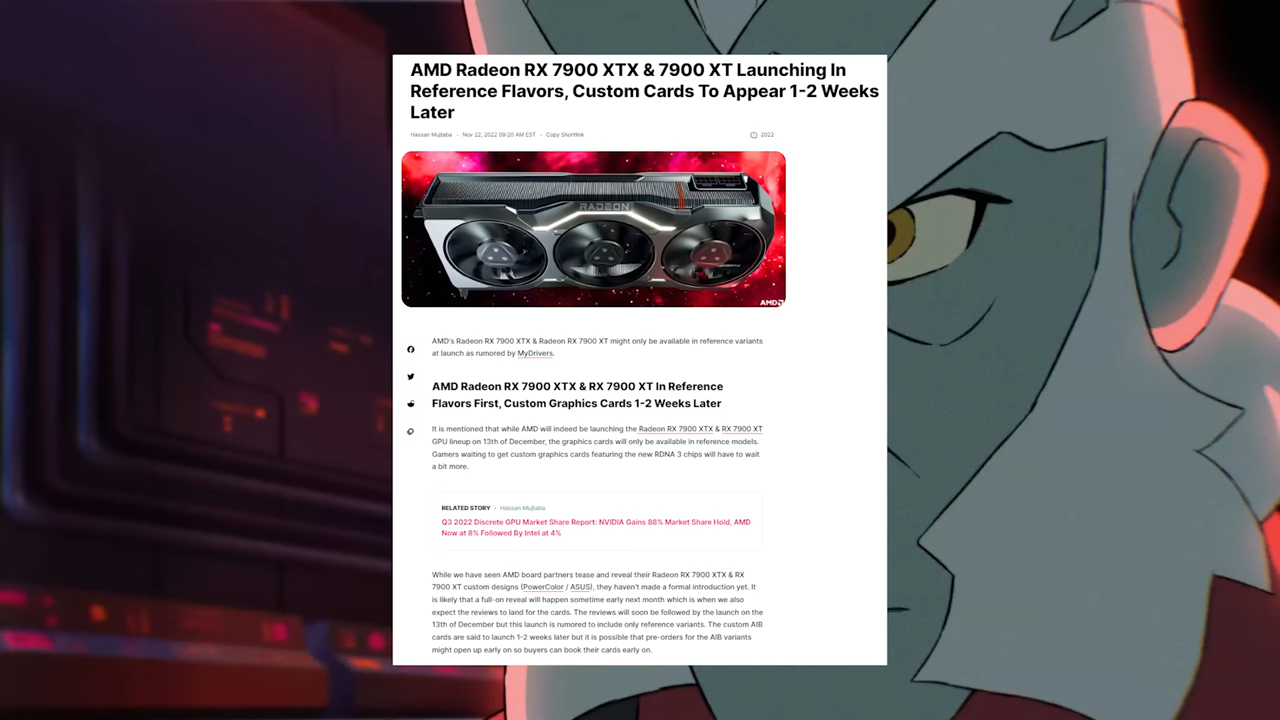 AMD Radeon RX 7900 XTX & 7900 XT Launching In
Reference Flavors, Custom Cards To Appear 1-2 Weeks
Later
Hassan Mujtaba • Nov 22, 2022 09:20 AM EST • Copy Shortlink
2022
RADEON
AMD
AMD's Radeon RX 7900 XTX & Radeon RX 7900 XT might only be available in reference variants
at launch as rumored by MyDrivers.
AMD Radeon RX 7900 XTX & RX 7900 XT In Reference
Flavors First, Custom Graphics Cards 1-2 Weeks Later
It is mentioned that while AMD will indeed be launching the Radeon RX 7900 XTX & RX 7900 XT
GPU lineup on 13th of December, the graphics cards will only be available in reference models.
Gamers waiting to get custom graphics cards featuring the new RDNA 3 chips will have to wait
a bit more.
RELATED STORY • Hassan Mujtaba
Q3 2022 Discrete GPU Market Share Report: NVIDIA Gains 88% Market Share Hold, AMD
Now at 8% Followed By Intel at 4%
While we have seen AMD board partners tease and reveal their Radeon RX 7900 XTX & RX
7900 XT custom designs (PowerColor / ASUS), they haven't made a formal introduction yet. It
is likely that a full-on reveal will happen sometime early next month which is when we also
expect the reviews to land for the cards. The reviews will soon be followed by the launch on the
13th of December but this launch is rumored to include only reference variants. The custom AIB
cards are said to launch 1-2 weeks later but it is possible that pre-orders for the AIB variants
might open up early on so buyers can book their cards early on.